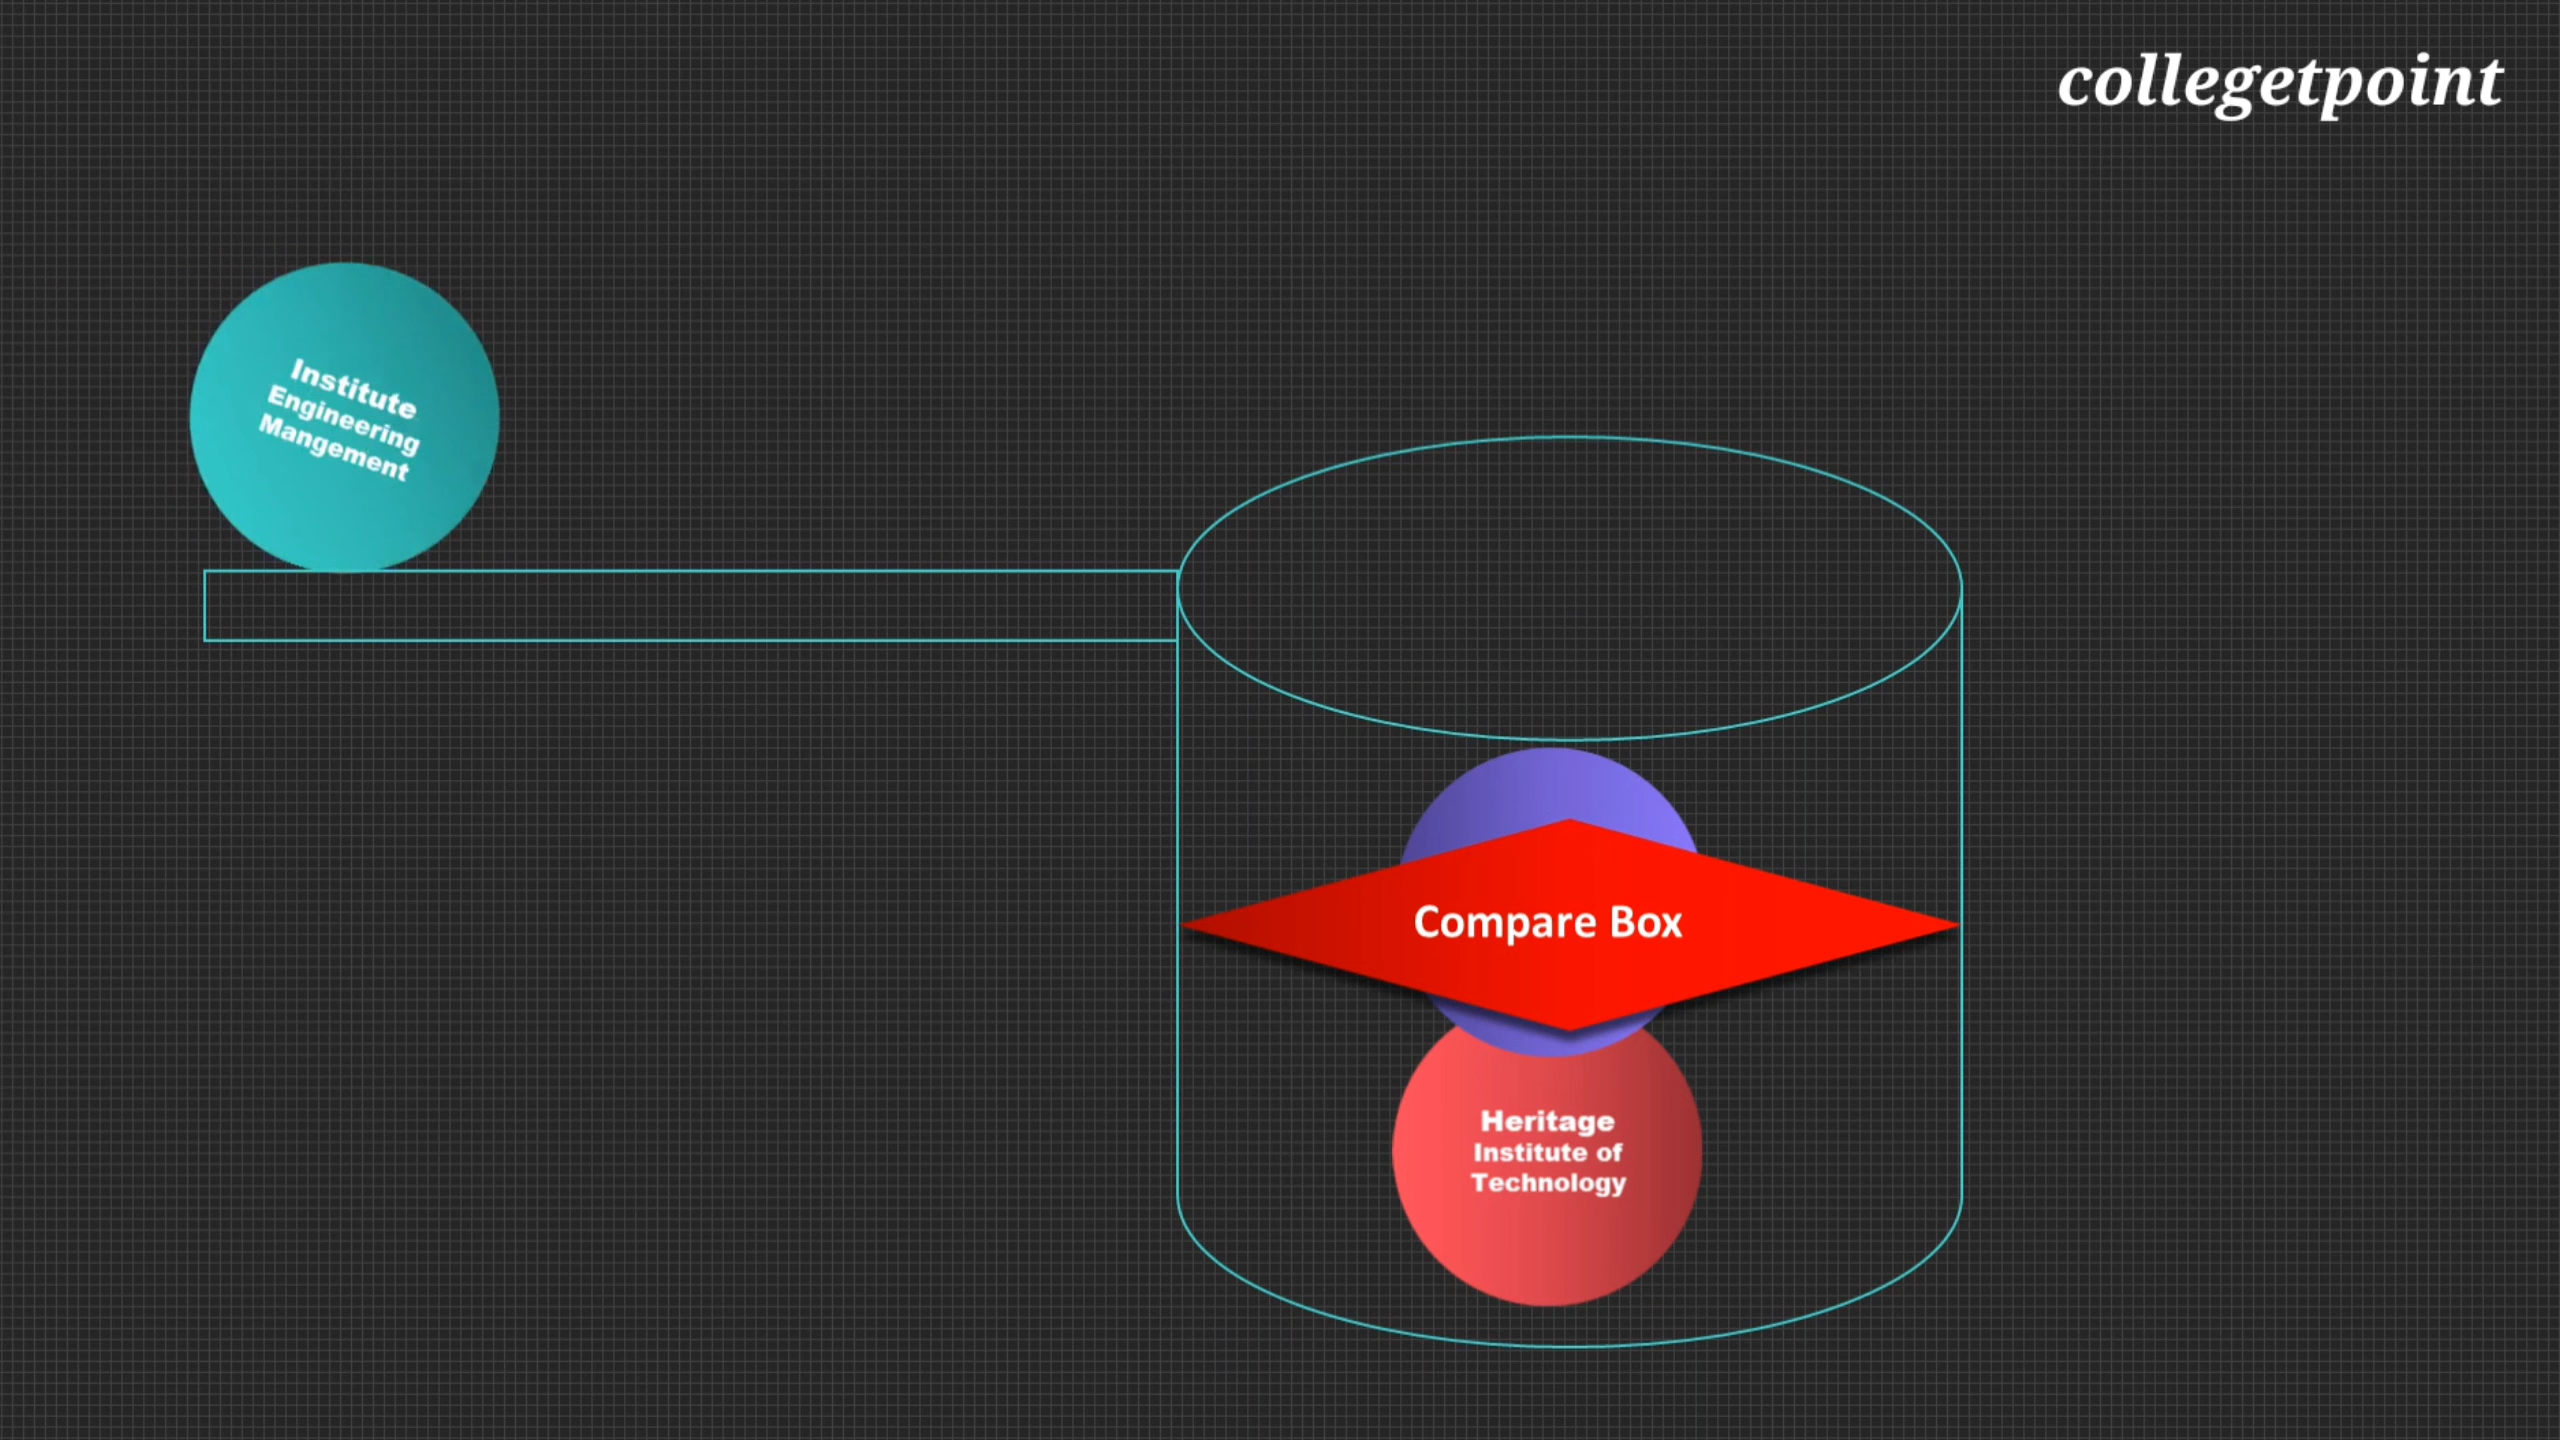 collegetpoint
Institute
Engineering
Mangement
Compare Box
Heritage
Institute of
Technology